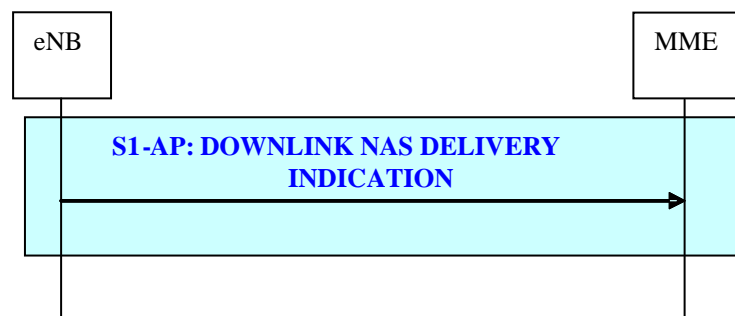 eNB
MME
S1-AP: DOWNLINK NAS DELIVERY
INDICATION